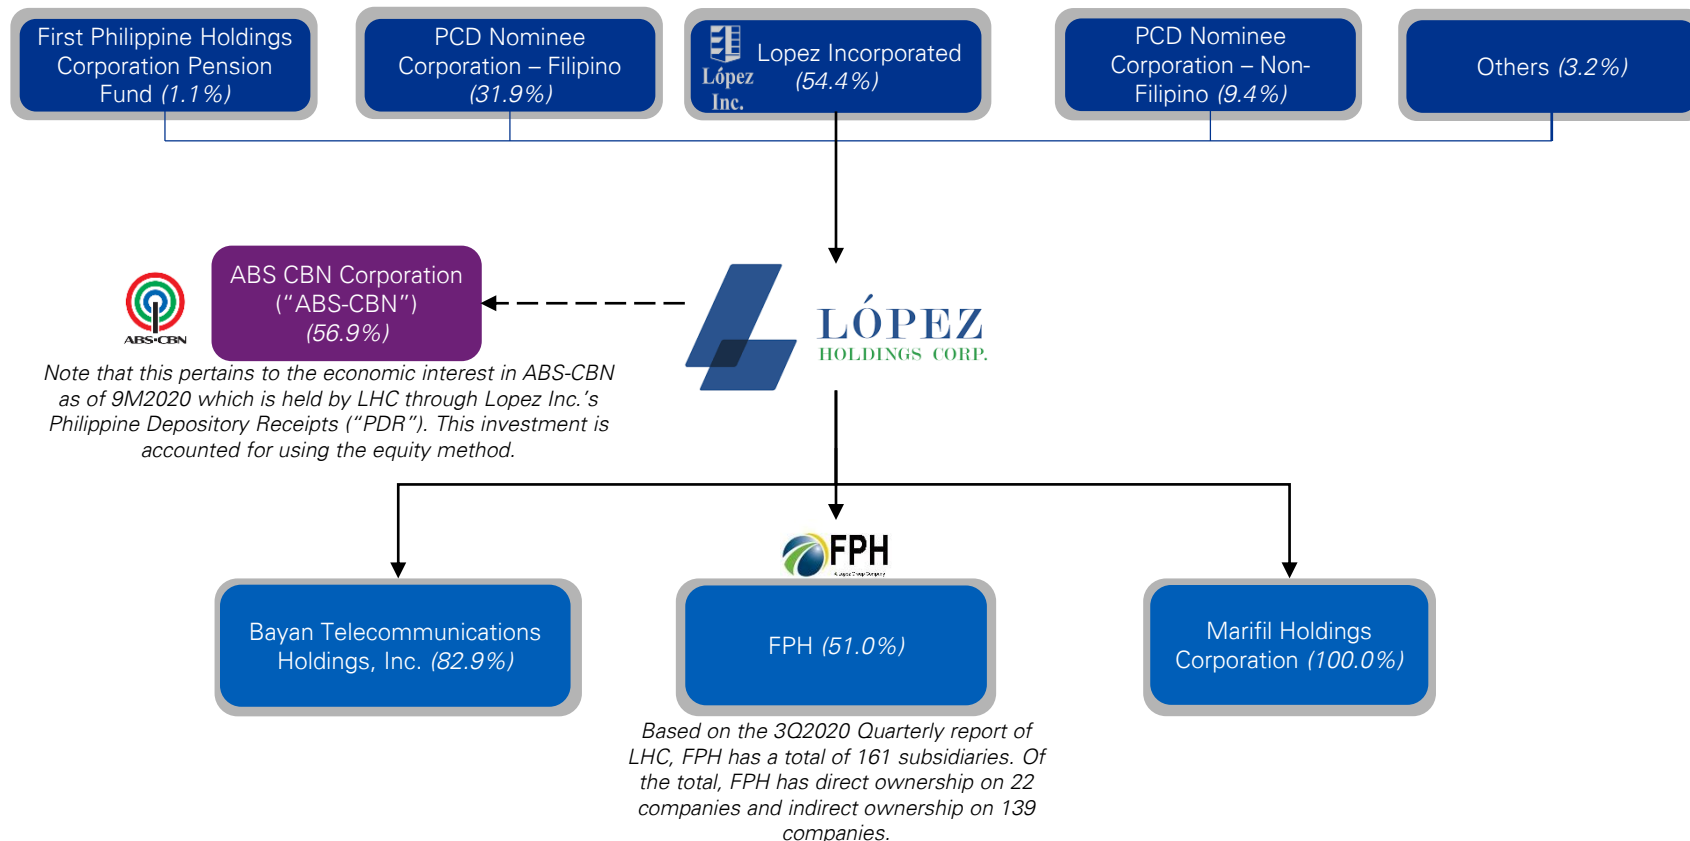 First Philippine Holdings
Corporation Pension
Fund (1.1%)
PCD Nominee
Corporation – Filipino
(31.9%)
López
Inc.
Lopez Incorporated
(54.4%)
PCD Nominee
Corporation – Non-
Filipino (9.4%)
Others (3.2%)
ABS-CBN
ABS CBN Corporation
(“ABS-CBN”)
(56.9%)
LÓPEZ
HOLDINGS CORP.
Note that this pertains to the economic interest in ABS-CBN
as of 9M2020 which is held by LHC through Lopez Inc.’s
Philippine Depository Receipts (“PDR”). This investment is
accounted for using the equity method.
FPH
A Lopez Group Company
Bayan Telecommunications
Holdings, Inc. (82.9%)
FPH (51.0%)
Marifil Holdings
Corporation (100.0%)
Based on the 3Q2020 Quarterly report of
LHC, FPH has a total of 161 subsidiaries. Of
the total, FPH has direct ownership on 22
companies and indirect ownership on 139
companies.